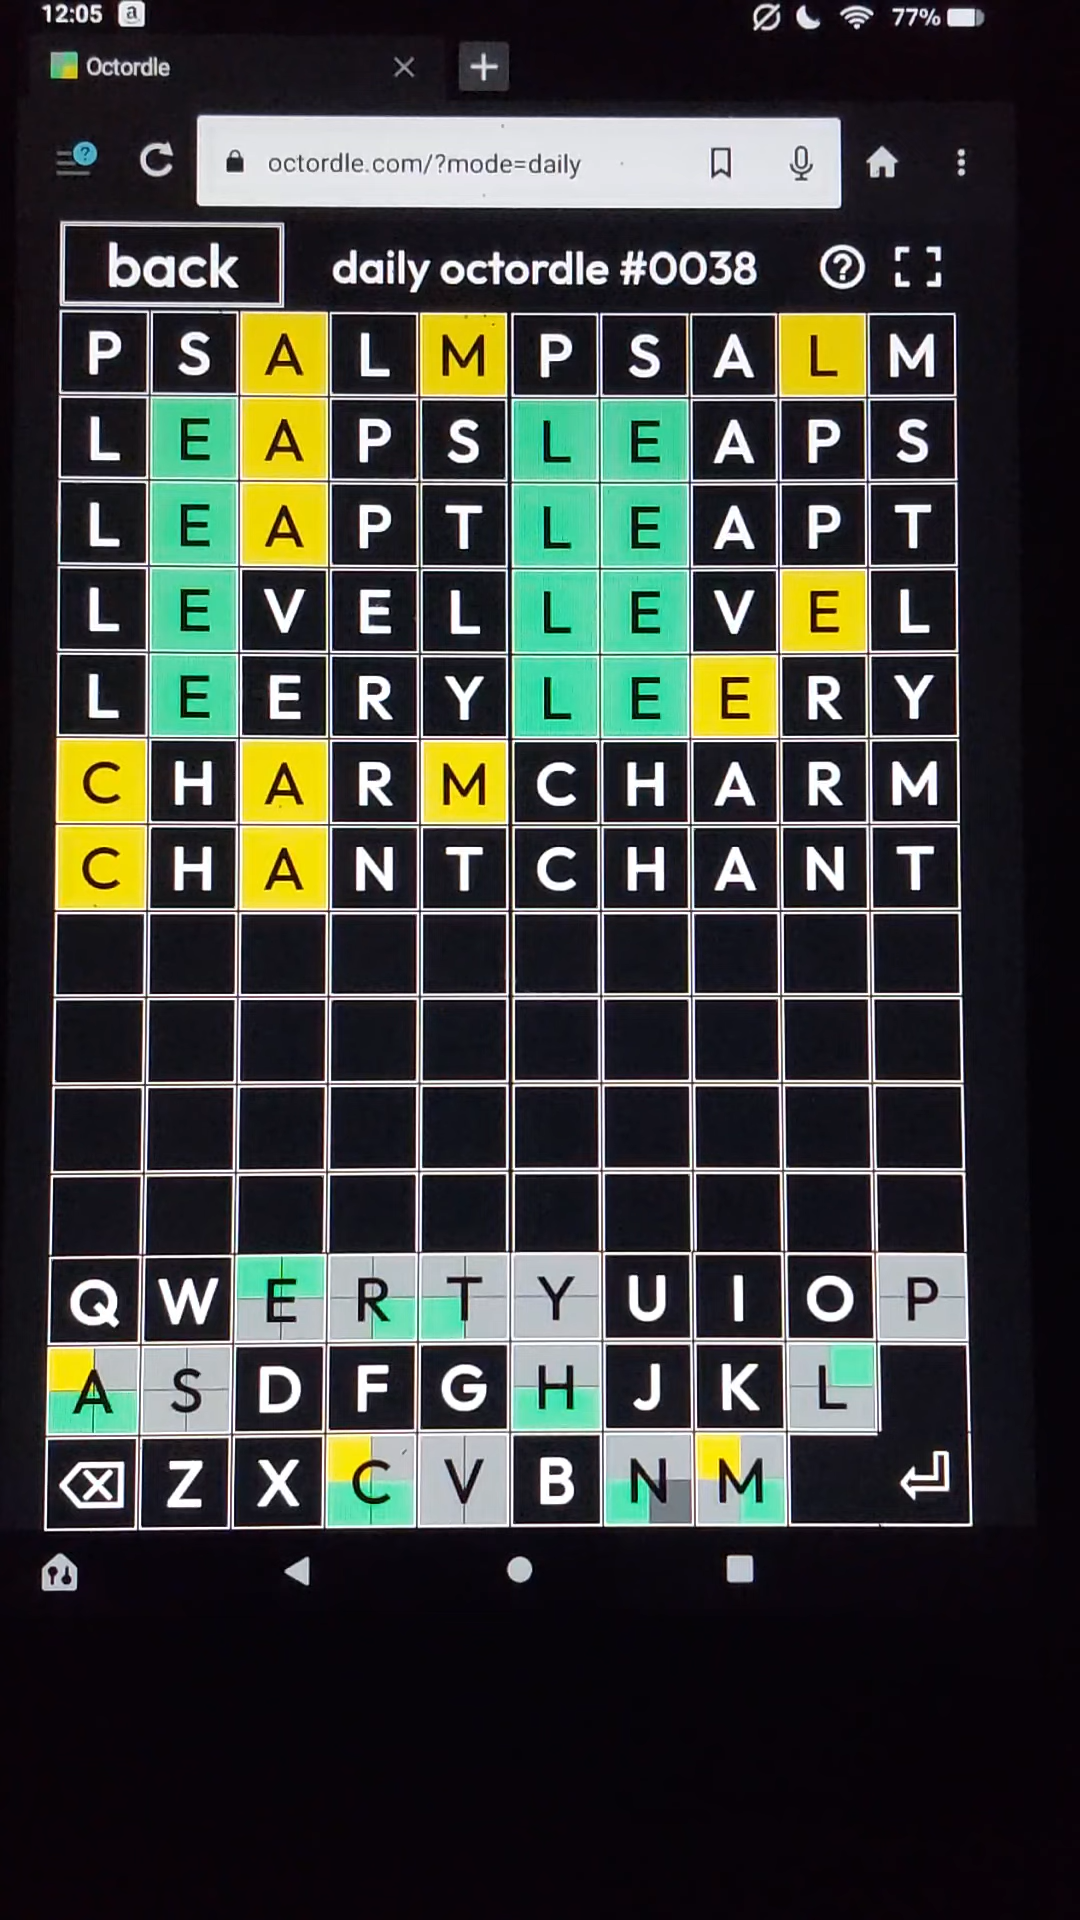 12:05 a 77%
Octordle
octordle.com/?mode=daily
back daily octordle #0038
P S A L M P S A L M
L E A P S L E A P S
L E A P T L E A P T
L E V E L L E V E L
L E E R Y L E E R Y
C H A R M C H A R M
C H A N T C H A N T
Q W E R T Y U I O P
A S D F G H J K L
Z X C V B N M